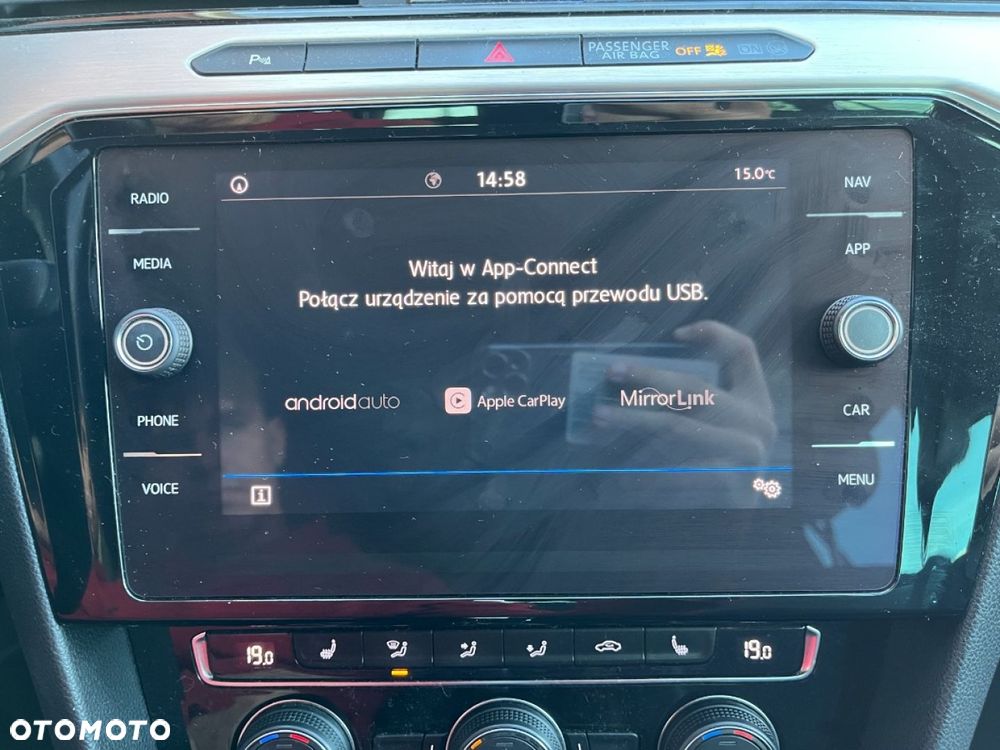 PASSENGER
AIR BAG
OFF
ON
P
14:58
15.0°C
RADIO
NAV
MEDIA
APP
Witaj w App-Connect
Połącz urządzenie za pomocą przewodu USB.
androidauto
Apple CarPlay
MirrorLink
PHONE
CAR
VOICE
MENU
19.0
19.0
OTOMOTO